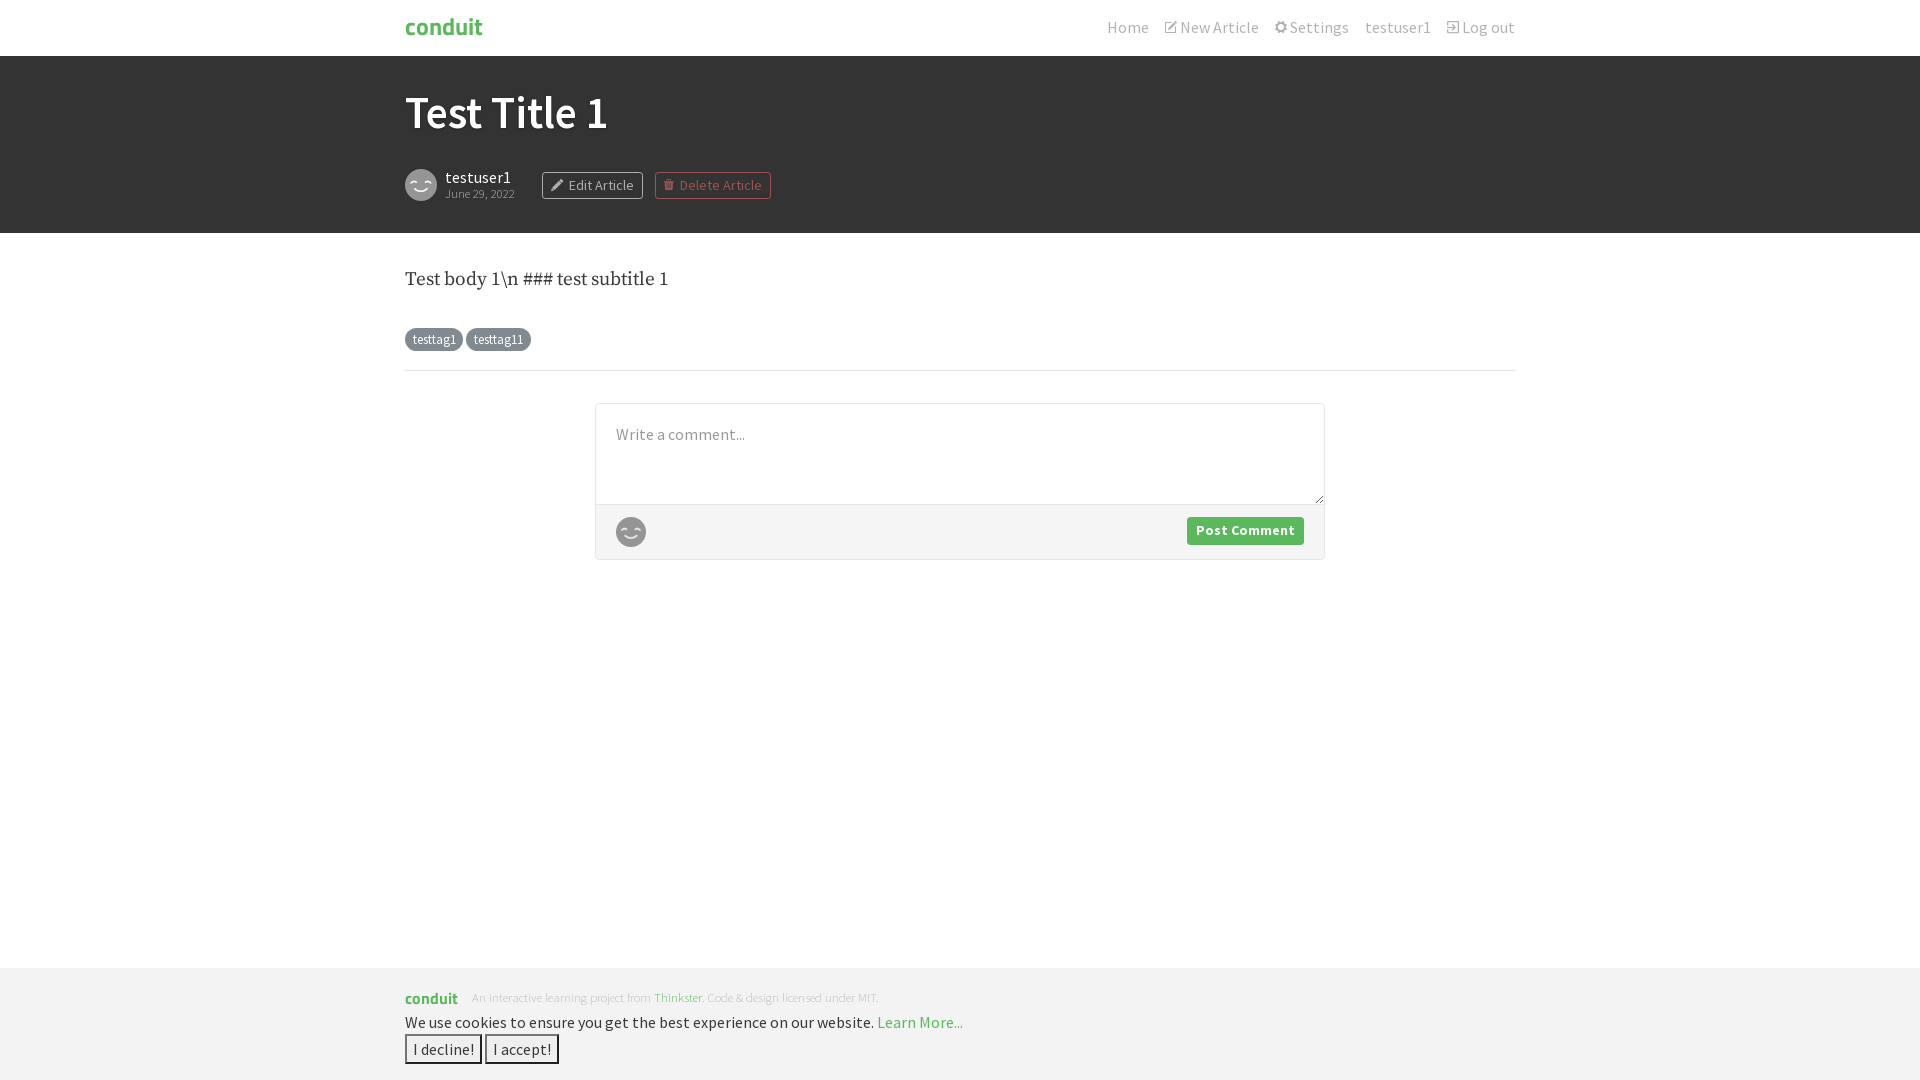 conduit
Home New Article Settings testuser1 Log out
Test Title 1
testuser1
June 29, 2022
Edit Article Delete Article
Test body 1\n ### test subtitle 1
testtag1 testtag11
Write a comment...
Post Comment
conduit An interactive learning project from Thinkster. Code & design licensed under MIT.
We use cookies to ensure you get the best experience on our website. Learn More...
I decline! I accept!